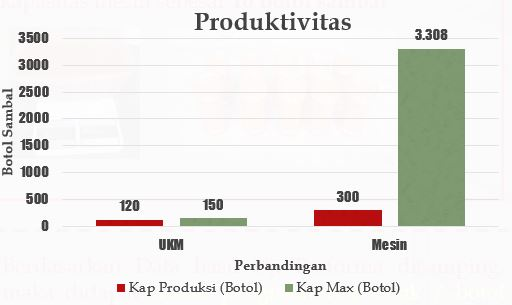 Produktivitas
3500
3000
2500
2000
1500
1000
500
0
Botol Sambal
120
150
300
3.308
UKM
Mesin
Perbandingan
Kap Produksi (Botol)
Kap Max (Botol)